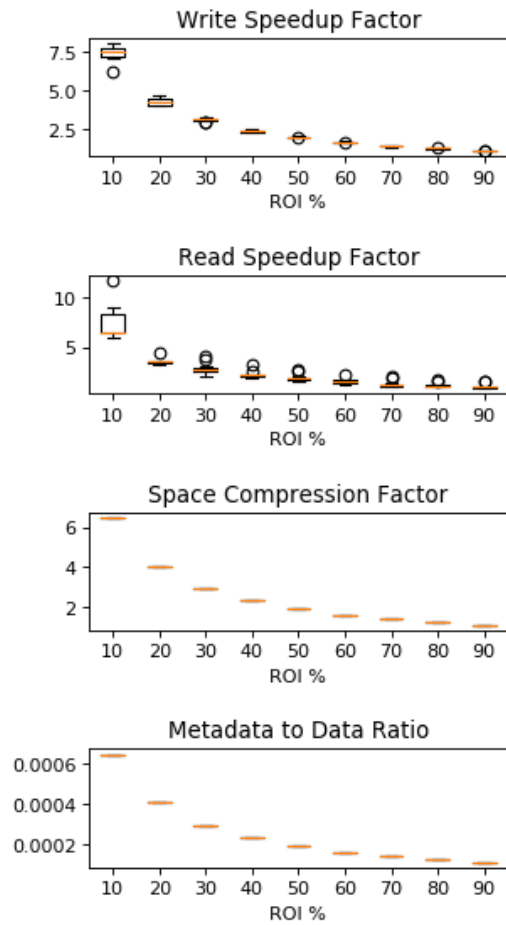 Write Speedup Factor
7.5
5.0
2.5
10 20 30 40 50 60 70 80 90
ROI %
Read Speedup Factor
10
5
10 20 30 40 50 60 70 80 90
ROI %
Space Compression Factor
6
4
2
10 20 30 40 50 60 70 80 90
ROI %
Metadata to Data Ratio
0.0006
0.0004
0.0002
10 20 30 40 50 60 70 80 90
ROI %